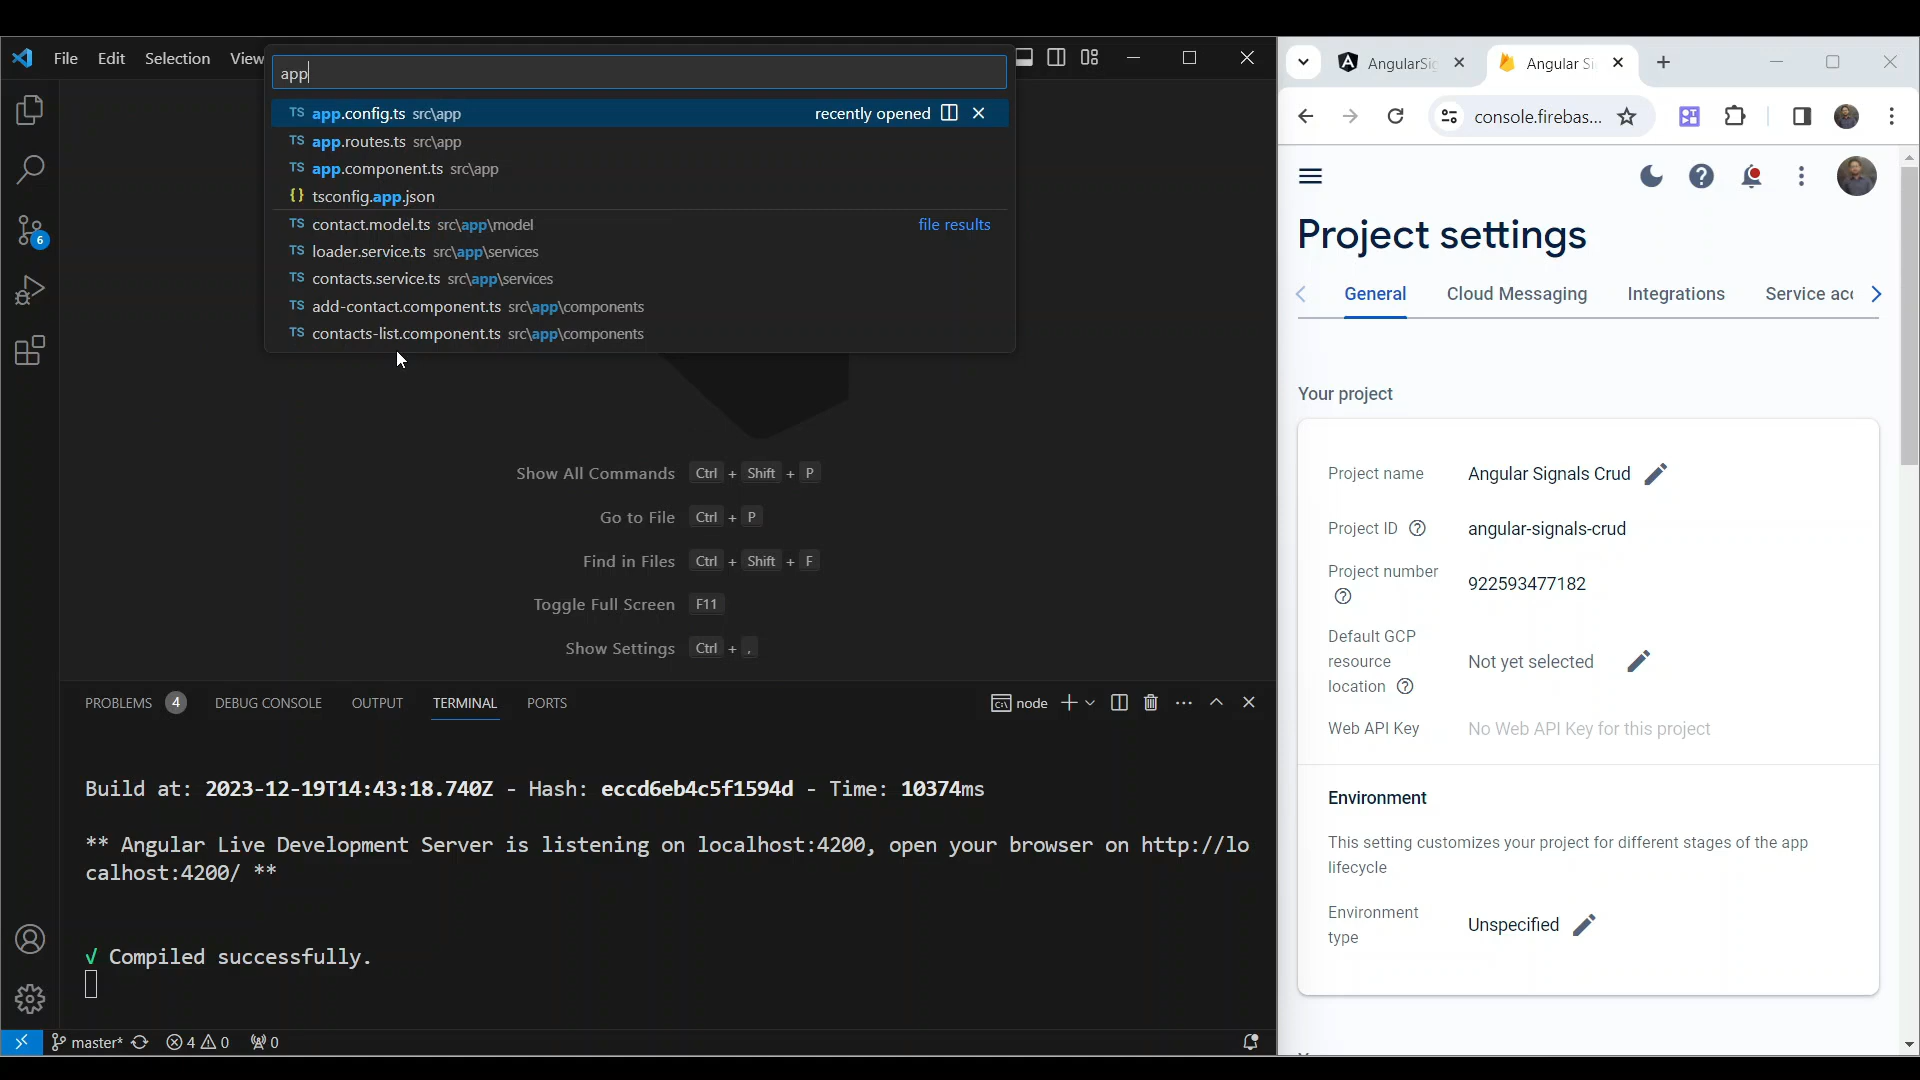 File Edit Selection View
app
app.config.ts src\app recently opened
app.routes.ts src\app
app.component.ts src\app
tsconfig.app.json
contact.model.ts src\app\model file results
loader.service.ts src\app\services
contacts.service.ts src\app\services
add-contact.component.ts src\app\components
contacts-list.component.ts src\app\components
6
Show All Commands Ctrl + Shift + P
Go to File Ctrl + P
Find in Files Ctrl + Shift + F
Toggle Full Screen F11
Show Settings Ctrl + ,
PROBLEMS 4 DEBUG CONSOLE OUTPUT TERMINAL PORTS node
Build at: 2023-12-19T14:43:18.740Z - Hash: eccd6eb4c5f1594d - Time: 10374ms
** Angular Live Development Server is listening on localhost:4200, open your browser on http://lo
calhost:4200/ **
√ Compiled successfully.
master* 4 0 0
AngularSig Angular Si
console.firebas...
Project settings
General Cloud Messaging Integrations Service acc
Your project
Project name Angular Signals Crud
Project ID angular-signals-crud
Project number
922593477182
Default GCP
resource
location
Not yet selected
Web API Key No Web API Key for this project
Environment
This setting customizes your project for different stages of the app
lifecycle
Environment
type
Unspecified